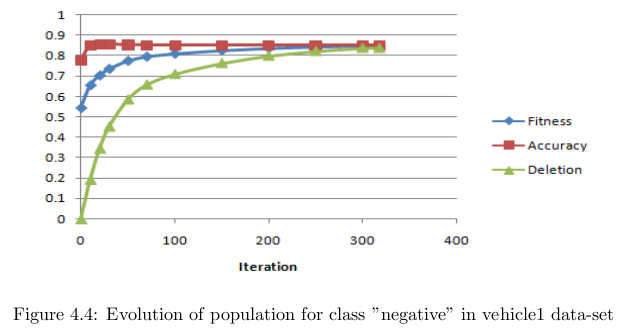 1
0.9
0.8
0.7
0.6
0.5
0.4
0.3
0.2
0.1
0
0 100 200 300 400
Iteration
Fitness
Accuracy
Deletion
Figure 4.4: Evolution of population for class "negative" in vehicle1 data-set